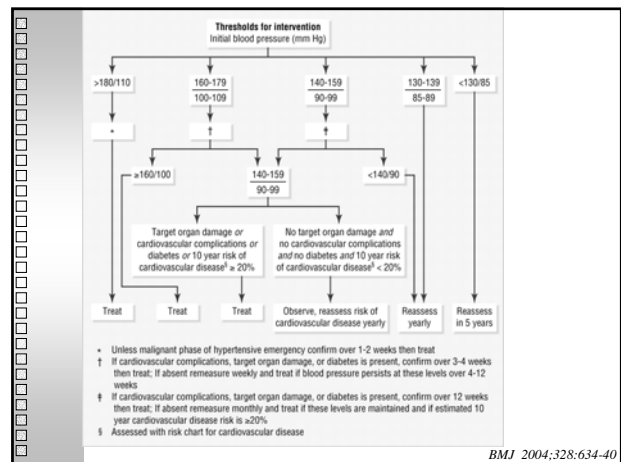 Thresholds for intervention
Initial blood pressure (mm Hg)
>180/110
160-179
100-109
140-159
90-99
130-139
85-89
<130/85
*
†
‡
≥160/100
140-159
90-99
<140/90
Target organ damage or
cardiovascular complications or
diabetes or 10 year risk of
cardiovascular disease§ ≥ 20%
No target organ damage and
no cardiovascular complications
and no diabetes and 10 year risk
of cardiovascular disease§ < 20%
Treat
Treat
Treat
Observe, reassess risk of
cardiovascular disease yearly
Reassess
yearly
Reassess
in 5 years
* Unless malignant phase of hypertensive emergency confirm over 1-2 weeks then treat
† If cardiovascular complications, target organ damage, or diabetes is present, confirm over 3-4 weeks
then treat; If absent remeasure weekly and treat if blood pressure persists at these levels over 4-12
weeks
‡ If cardiovascular complications, target organ damage, or diabetes is present, confirm over 12 weeks
then treat; If absent remeasure monthly and treat if these levels are maintained and if estimated 10
year cardiovascular disease risk is ≥20%
§ Assessed with risk chart for cardiovascular disease
BMJ 2004;328:634-40